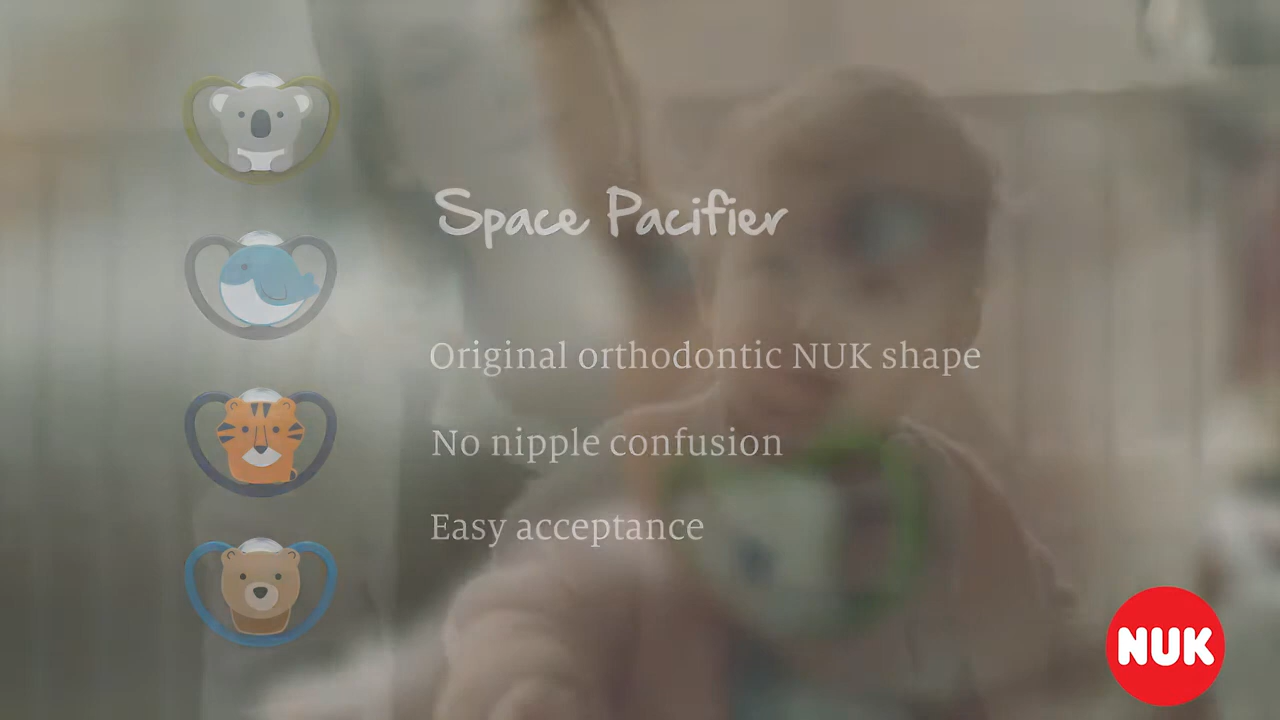 Space Pacifier
Original orthodontic NUK shape
No nipple confusion
Easy acceptance
NUK